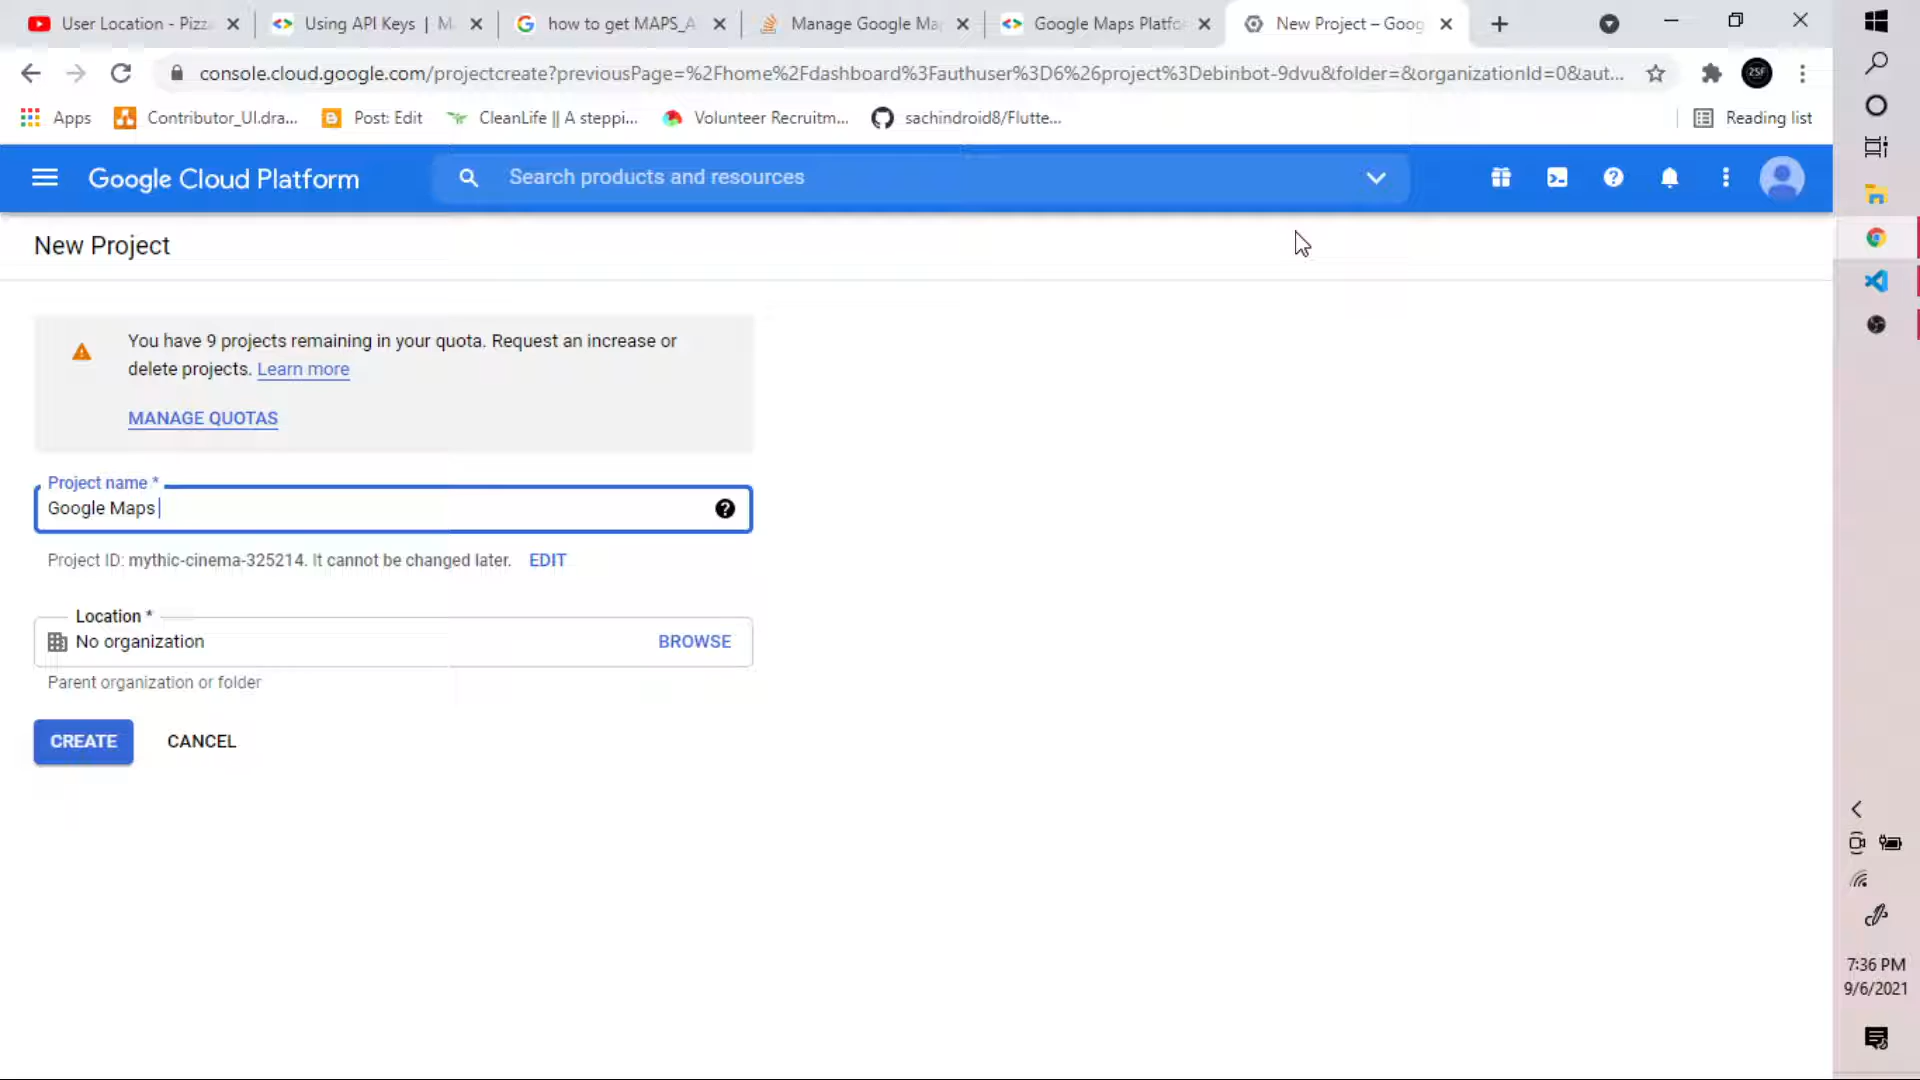 User Location - Pizz
Using API Keys | M
how to get MAPS_A
Manage Google Ma
Google Maps Platfo
New Project – Goog
console.cloud.google.com/projectcreate?previousPage=%2Fhome%2Fdashboard%3Fauthuser%3D6%26project%3Debinbot-9dvu&folder=&organizationId=0&aut...
25F
Apps
Contributor_UI.dra...
Post: Edit
CleanLife || A steppi...
Volunteer Recruitm...
sachindroid8/Flutte...
Reading list
Google Cloud Platform
Search products and resources
New Project
You have 9 projects remaining in your quota. Request an increase or
delete projects. Learn more
MANAGE QUOTAS
Project name *
Google Maps
Project ID: mythic-cinema-325214. It cannot be changed later. EDIT
Location *
No organization
BROWSE
Parent organization or folder
CREATE
CANCEL
7:36 PM
9/6/2021